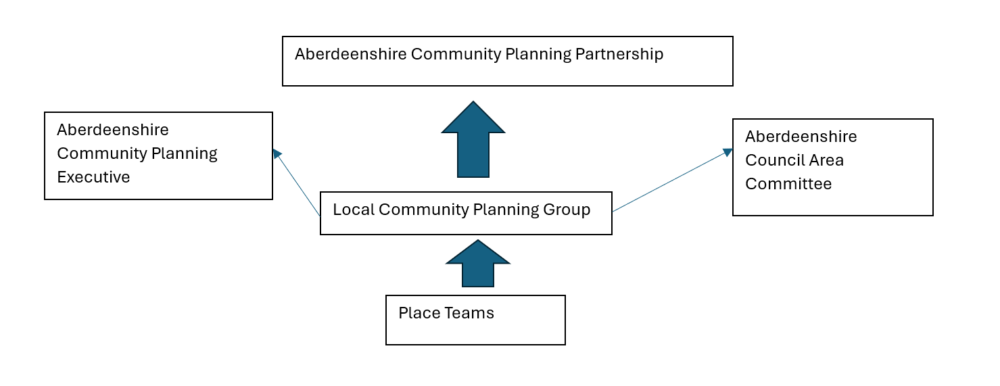 Aberdeenshire Community Planning Partnership
Aberdeenshire
Community Planning
Executive
Aberdeenshire
Council Area
Committee
Local Community Planning Group
Place Teams